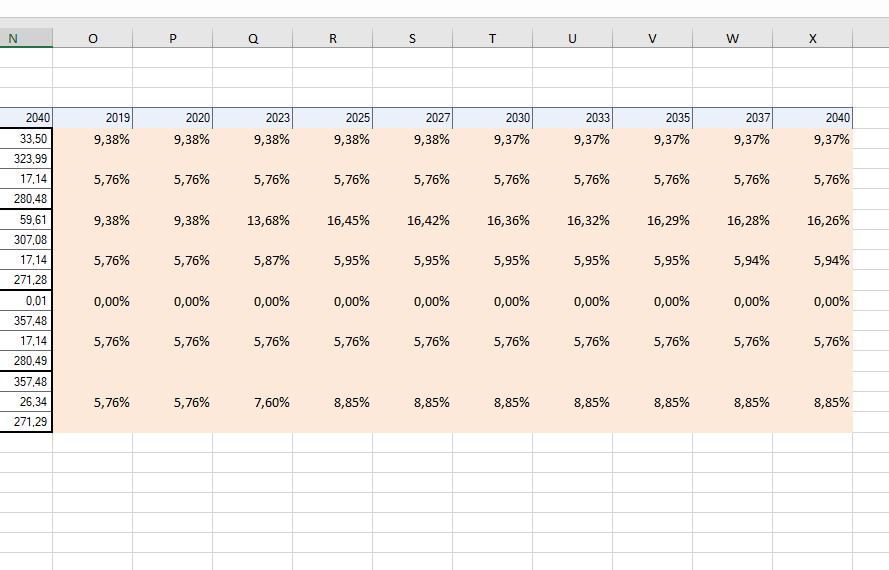 N O P Q R S T U V W X
2040 2019 2020 2023 2025 2027 2030 2033 2035 2037 2040
33,50 9,38% 9,38% 9,38% 9,38% 9,38% 9,37% 9,37% 9,37% 9,37% 9,37%
323,99
17,14 5,76% 5,76% 5,76% 5,76% 5,76% 5,76% 5,76% 5,76% 5,76% 5,76%
280,48
59,61 9,38% 9,38% 13,68% 16,45% 16,42% 16,36% 16,32% 16,29% 16,28% 16,26%
307,08
17,14 5,76% 5,76% 5,87% 5,95% 5,95% 5,95% 5,95% 5,95% 5,94% 5,94%
271,28
0,01 0,00% 0,00% 0,00% 0,00% 0,00% 0,00% 0,00% 0,00% 0,00% 0,00%
357,48
17,14 5,76% 5,76% 5,76% 5,76% 5,76% 5,76% 5,76% 5,76% 5,76% 5,76%
280,49
357,48
26,34 5,76% 5,76% 7,60% 8,85% 8,85% 8,85% 8,85% 8,85% 8,85% 8,85%
271,29